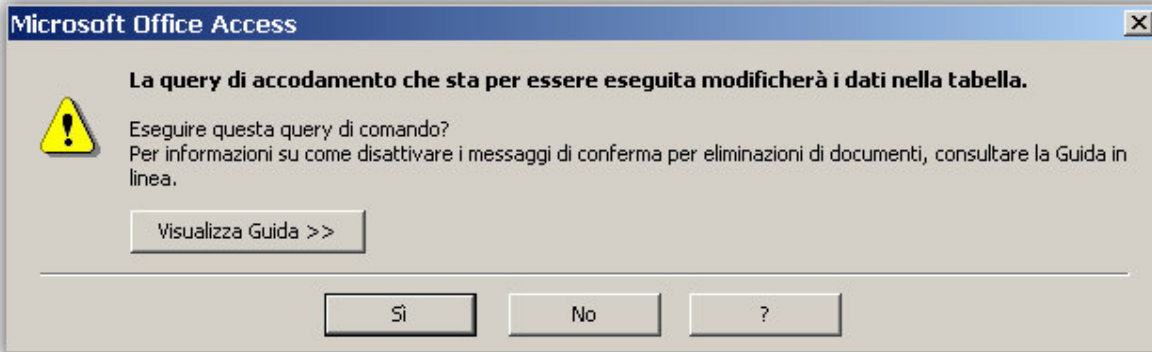 Microsoft Office Access
La query di accodamento che sta per essere eseguita modificherà i dati nella tabella.
Eseguire questa query di comando?
Per informazioni su come disattivare i messaggi di conferma per eliminazioni di documenti, consultare la Guida in
linea.
Visualizza Guida >>
Sì No ?